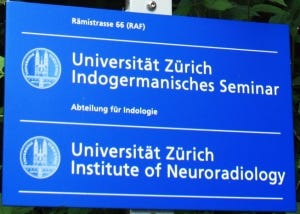 Rämistrasse 66 (RAF)
Universität Zürich
Indogermanisches Seminar
Abteilung für Indologie
Universität Zürich
Institute of Neuroradiology